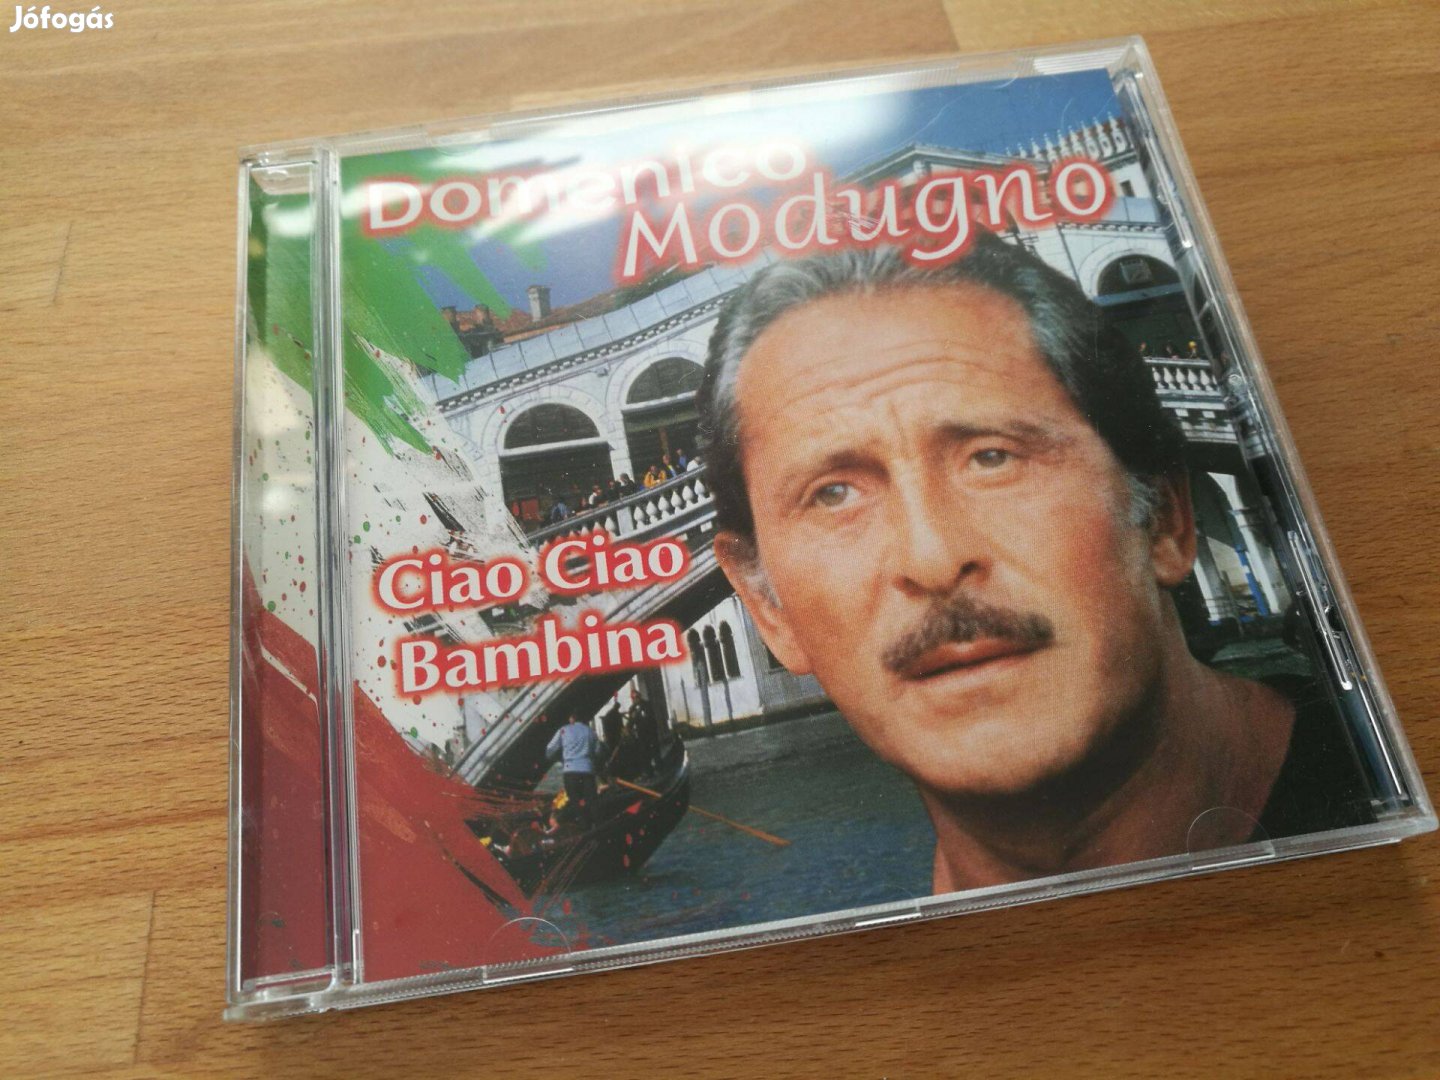 Jófogás
Domenico
Modugno
Ciao Ciao
Bambina